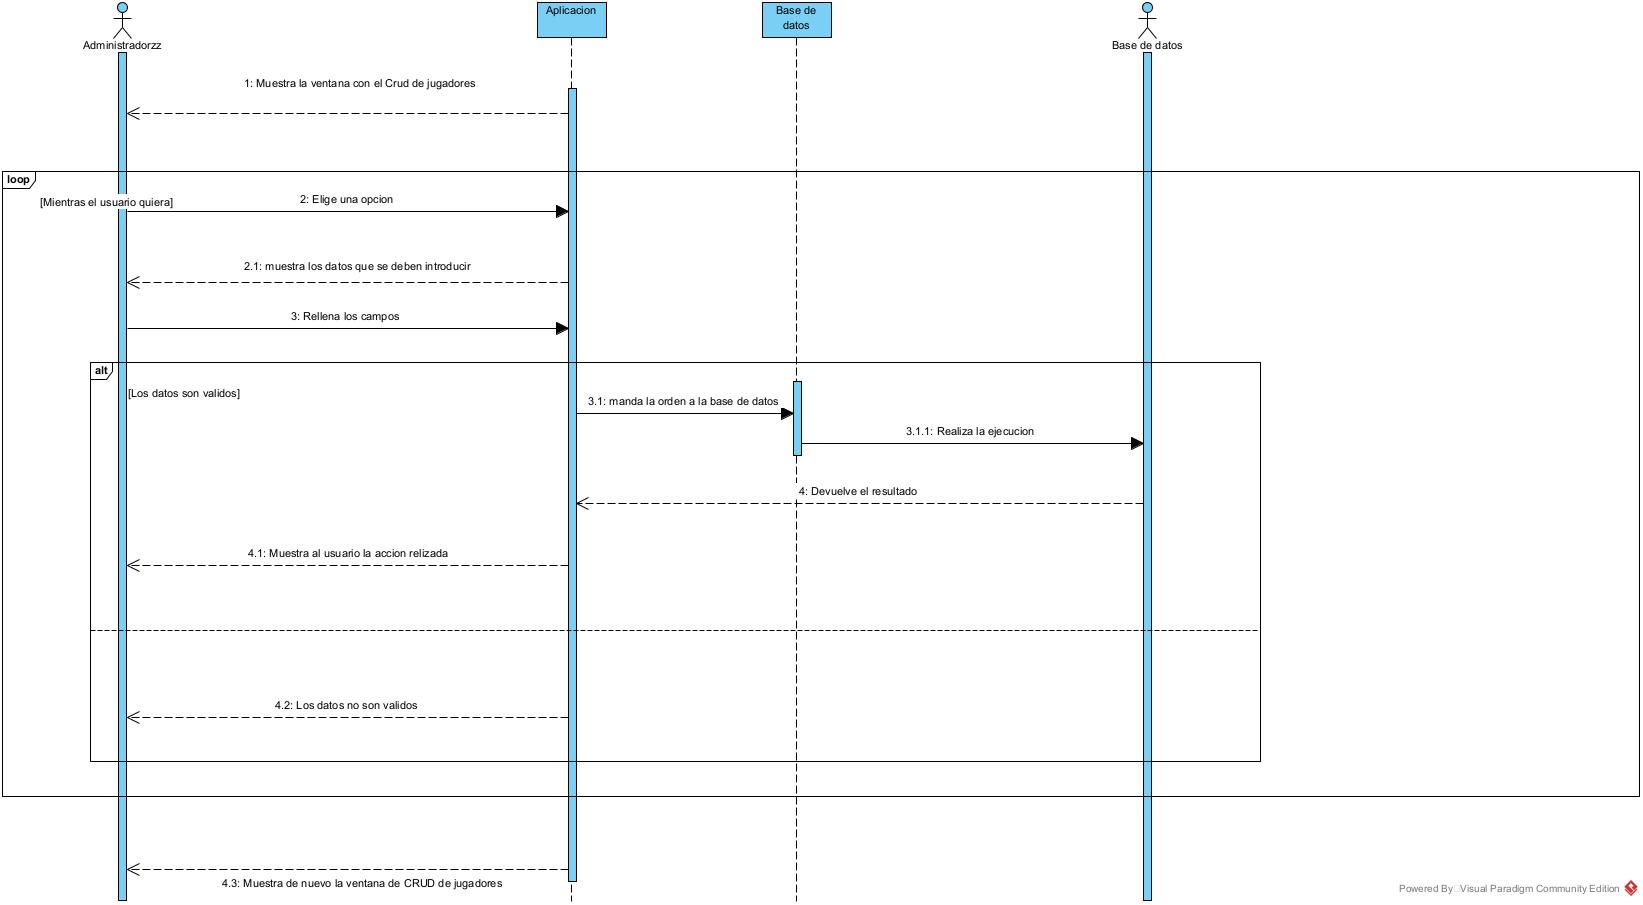 Administradorzz
Aplicacion
Base de
datos
Base de datos
1: Muestra la ventana con el Crud de jugadores
loop
[Mientras el usuario quiera]
2: Elige una opcion
2.1: muestra los datos que se deben introducir
3: Rellena los campos
alt
[Los datos son validos]
3.1: manda la orden a la base de datos
3.1.1: Realiza la ejecucion
4: Devuelve el resultado
4.1: Muestra al usuario la accion relizada
4.2: Los datos no son validos
4.3: Muestra de nuevo la ventana de CRUD de jugadores
Powered By Visual Paradigm Community Edition